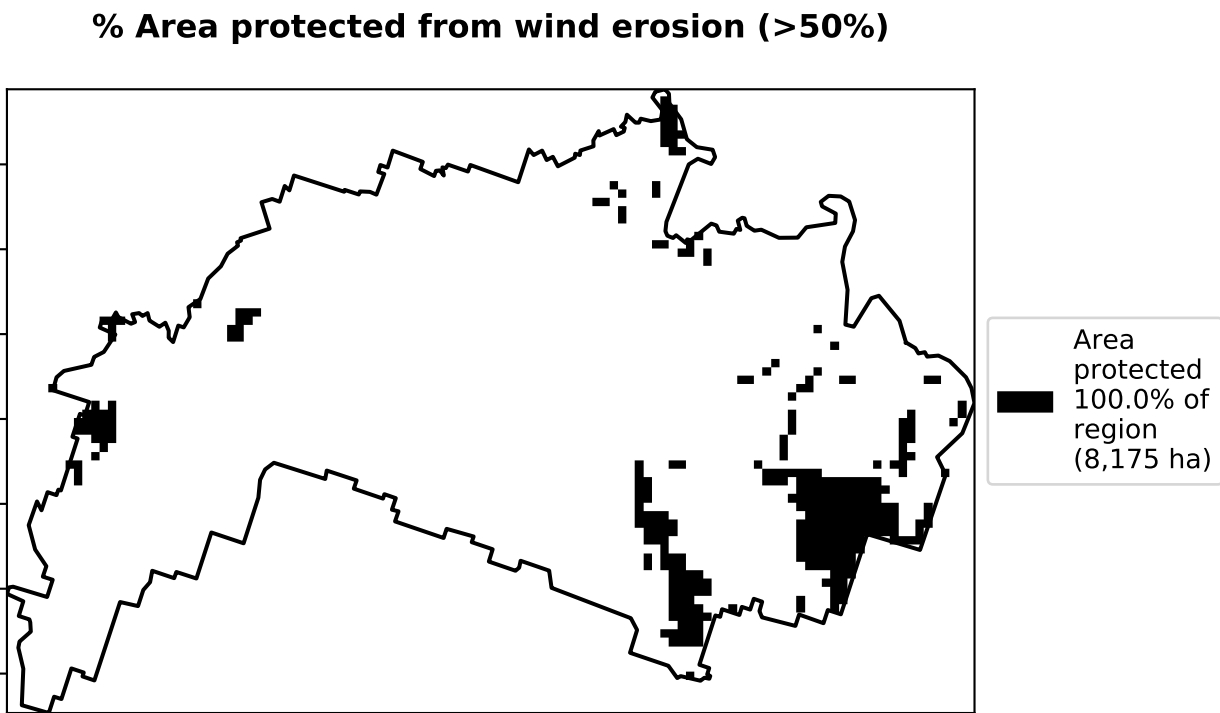 % Area protected from wind erosion (>50%)
Area
protected
100.0% of
region
(8,175 ha)